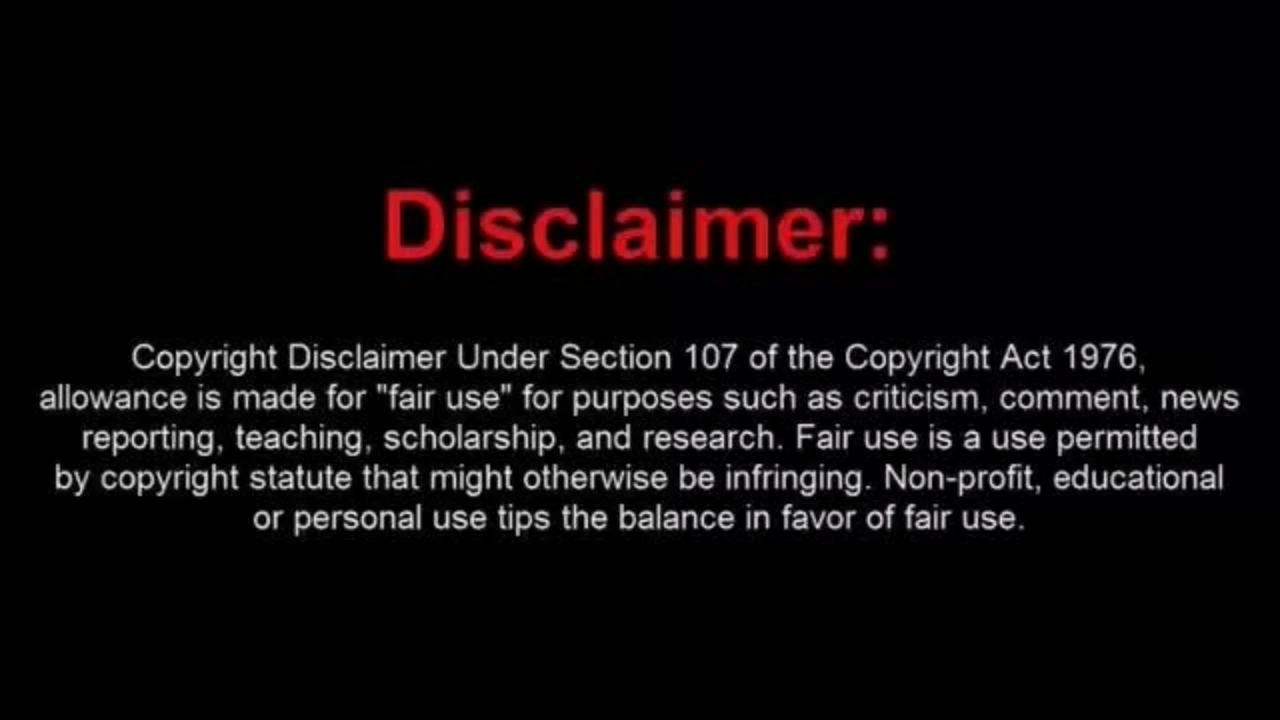 Disclaimer:
Copyright Disclaimer Under Section 107 of the Copyright Act 1976,
allowance is made for "fair use" for purposes such as criticism, comment, news
reporting, teaching, scholarship, and research. Fair use is a use permitted
by copyright statute that might otherwise be infringing. Non-profit, educational
or personal use tips the balance in favor of fair use.